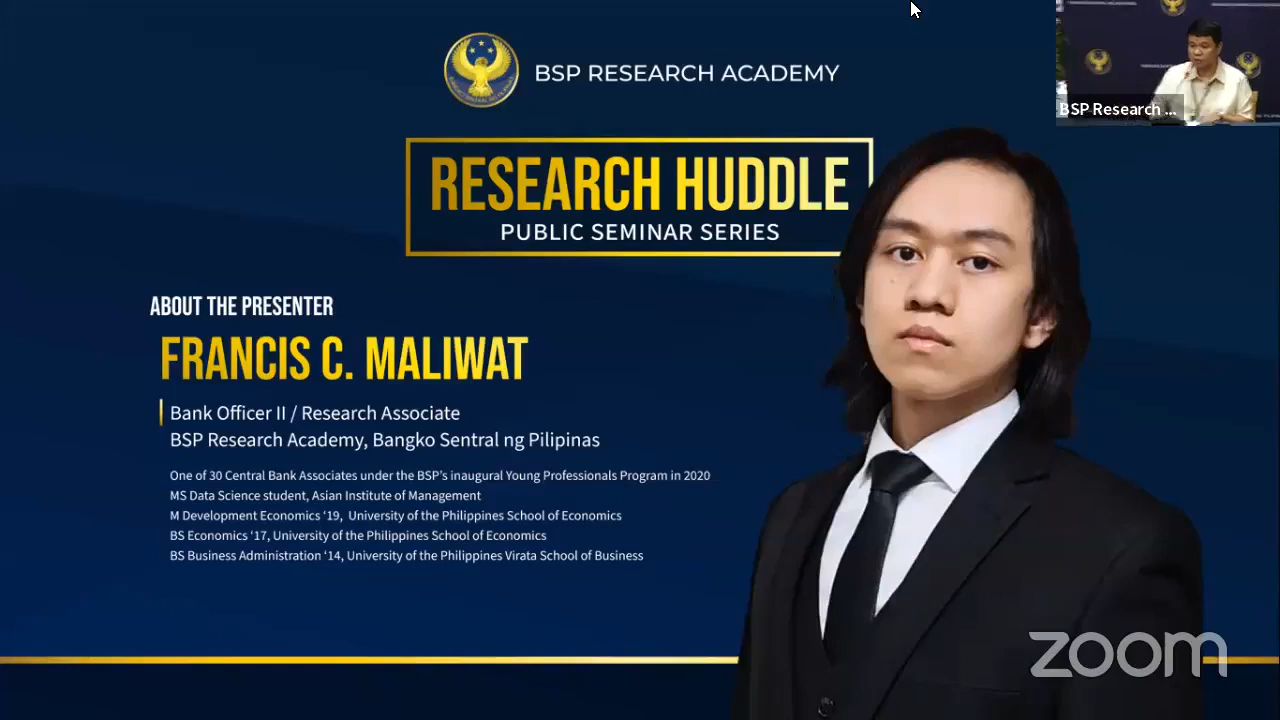 BSP RESEARCH ACADEMY
BSP Research ...
RESEARCH HUDDLE
PUBLIC SEMINAR SERIES
ABOUT THE PRESENTER
FRANCIS C. MALIWAT
Bank Officer II / Research Associate
BSP Research Academy, Bangko Sentral ng Pilipinas
One of 30 Central Bank Associates under the BSP's inaugural Young Professionals Program in 2020
MS Data Science student, Asian Institute of Management
M Development Economics ‘19, University of the Philippines School of Economics
BS Economics ‘17, University of the Philippines School of Economics
BS Business Administration ‘14, University of the Philippines Virata School of Business
zoom